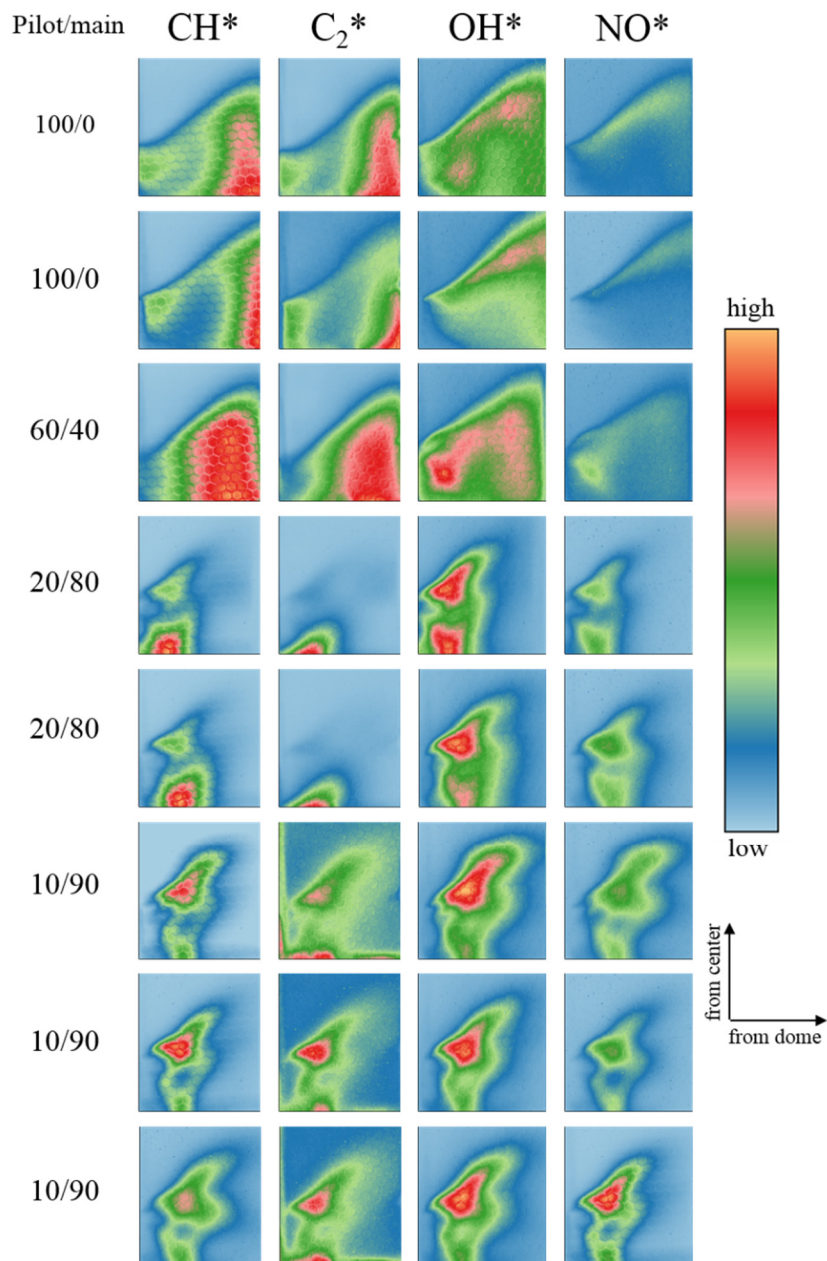 Pilot/main CH* C₂* OH* NO*
100/0
100/0
60/40
20/80
20/80
10/90
10/90
10/90
high
low
from center
from dome